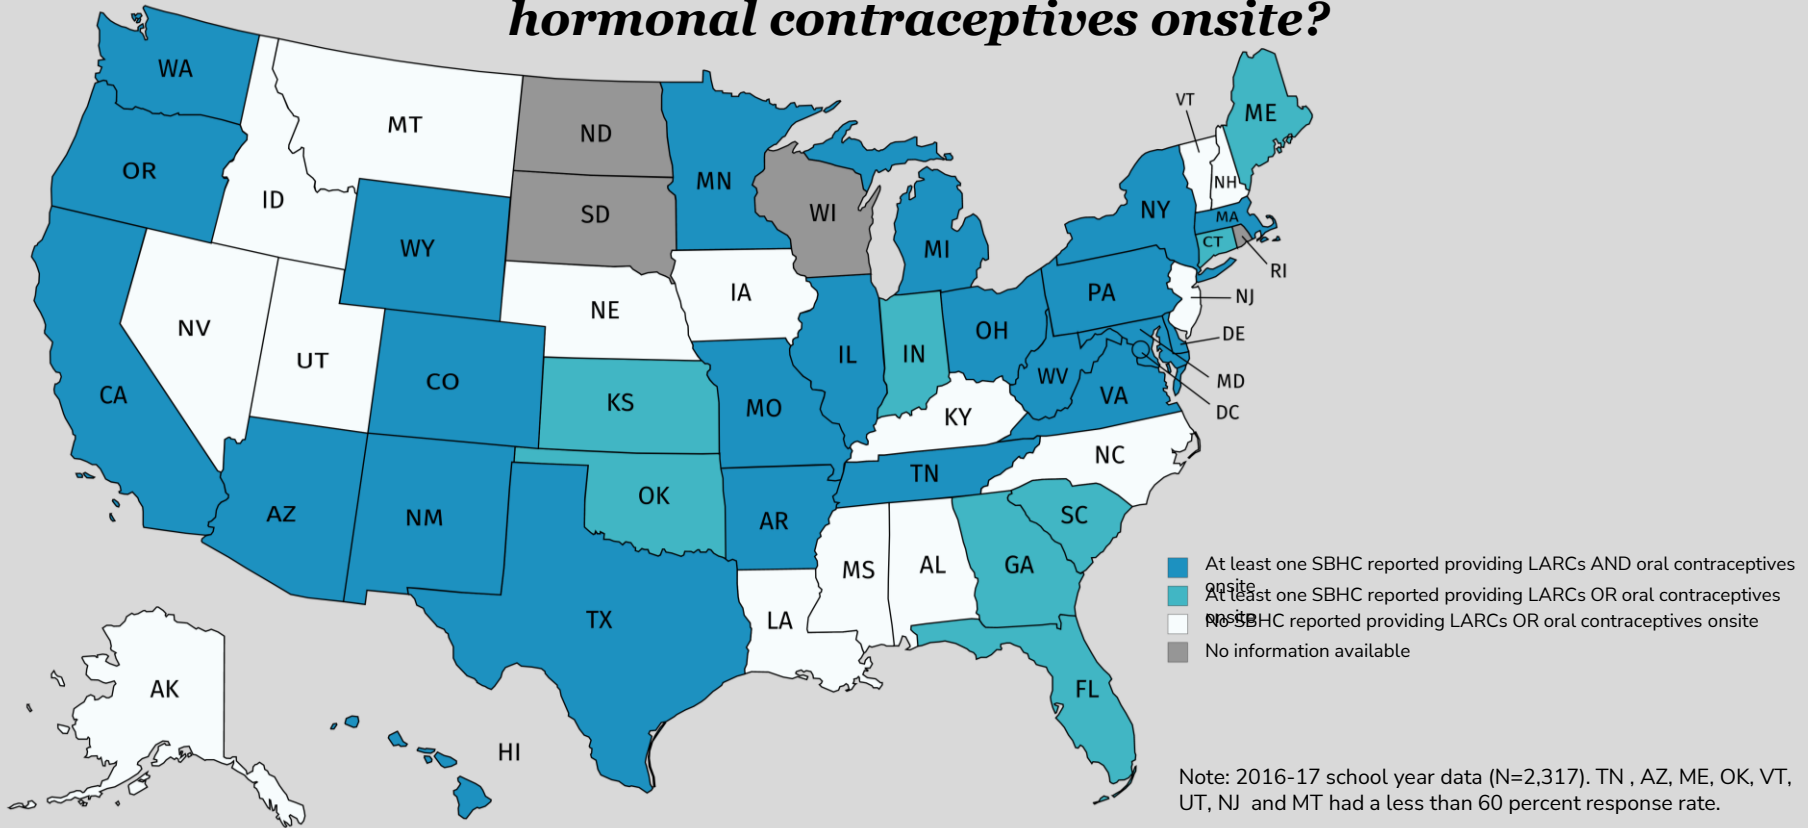 hormonal contraceptives onsite?
WA
MT
ND
MN
VT
ME
OR
ID
SD
WI
NH
WY
MI
NY
MA
CT
RI
NV
UT
NE
IA
PA
NJ
CA
CO
KS
MO
IL
IN
OH
WV
VA
DE
MD
DC
KY
NC
AZ
NM
OK
AR
TN
SC
TX
LA
MS
AL
GA
FL
AK
HI
At least one SBHC reported providing LARCs AND oral contraceptives
onsite
At least one SBHC reported providing LARCs OR oral contraceptives
onsite
No SBHC reported providing LARCs OR oral contraceptives onsite
No information available
Note: 2016-17 school year data (N=2,317). TN , AZ, ME, OK, VT,
UT, NJ and MT had a less than 60 percent response rate.